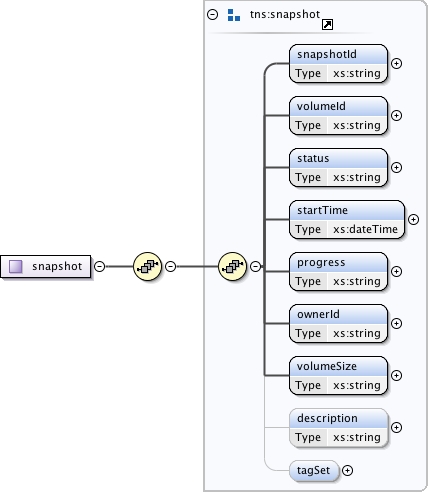 tns:snapshot
snapshotId
Type xs:string
volumeId
Type xs:string
status
Type xs:string
startTime
Type xs:dateTime
snapshot
progress
Type xs:string
ownerId
Type xs:string
volumeSize
Type xs:string
description
Type xs:string
tagSet